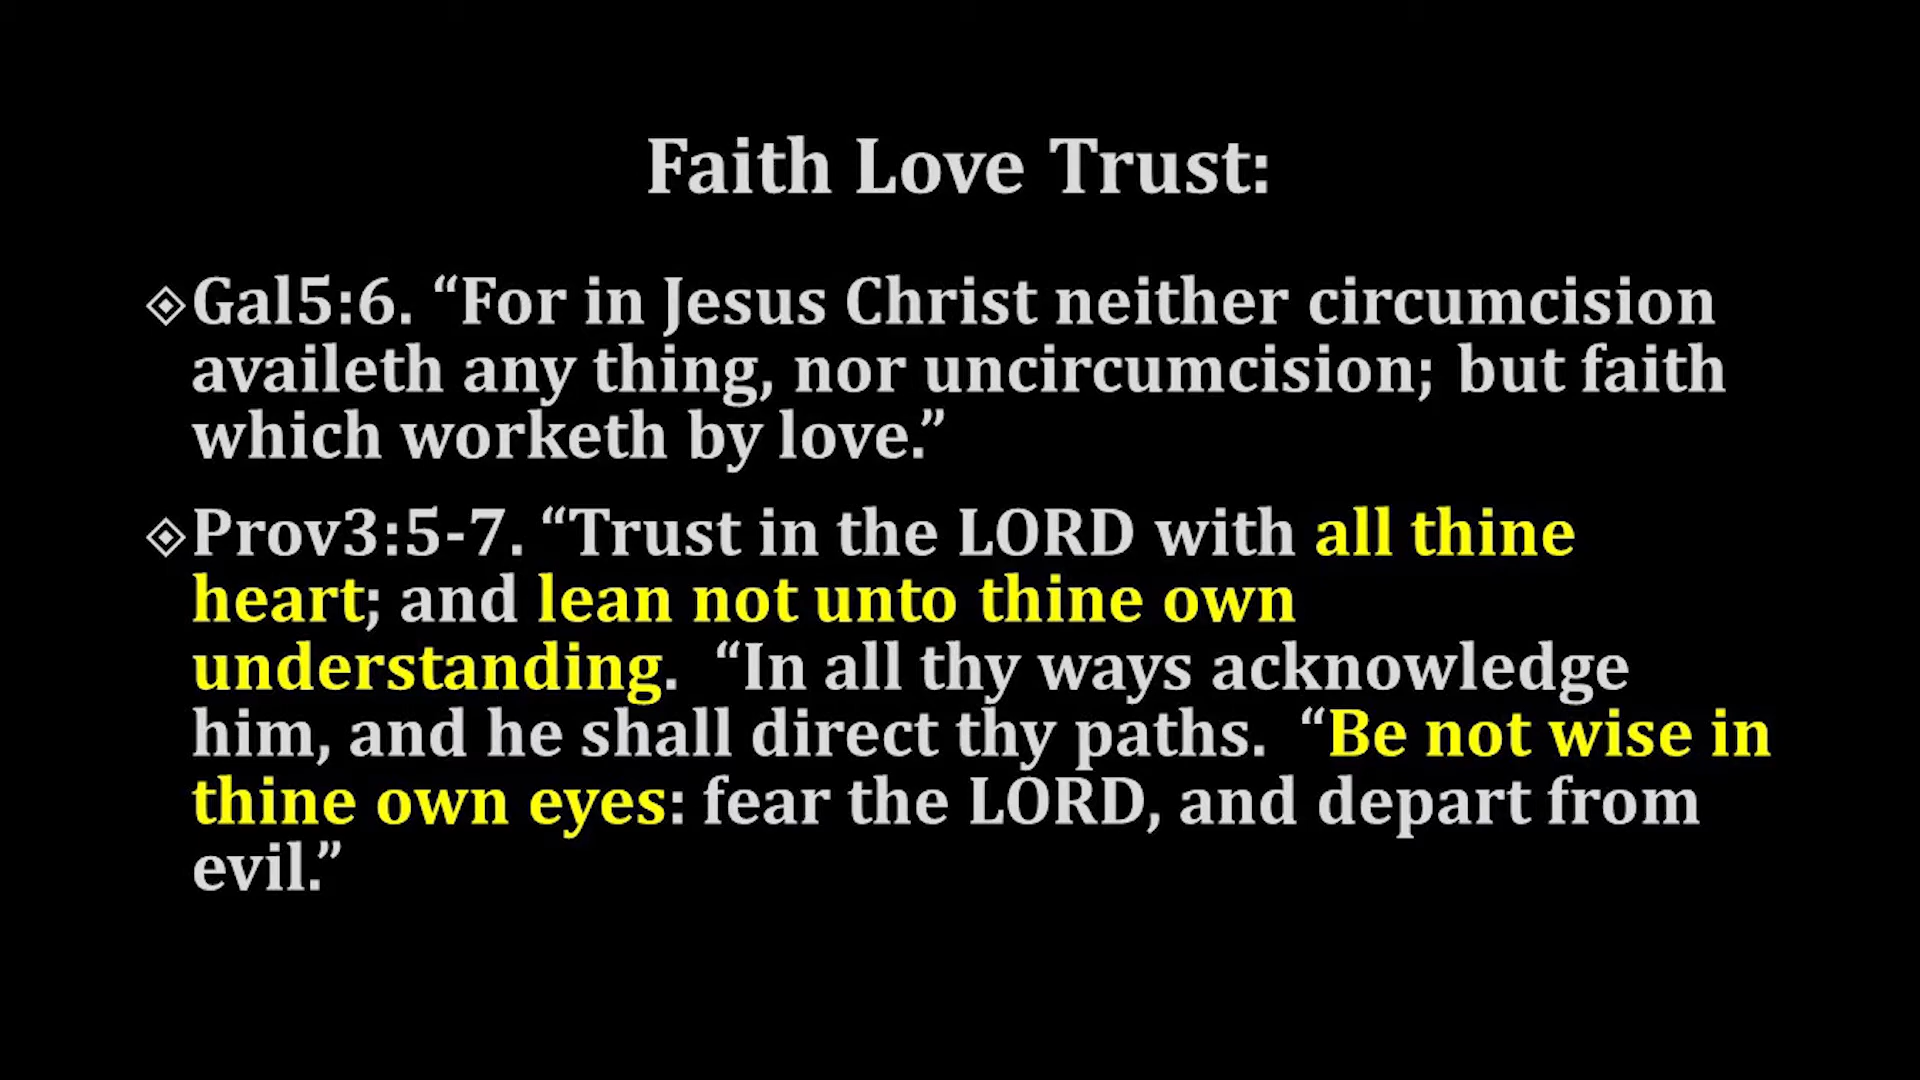 Faith Love Trust:
Gal5:6. “For in Jesus Christ neither circumcision
availeth any thing, nor uncircumcision; but faith
which worketh by love.”
Prov3:5-7. “Trust in the LORD with all thine
heart; and lean not unto thine own
understanding.  “In all thy ways acknowledge
him, and he shall direct thy paths.  “Be not wise in
thine own eyes: fear the LORD, and depart from
evil.”